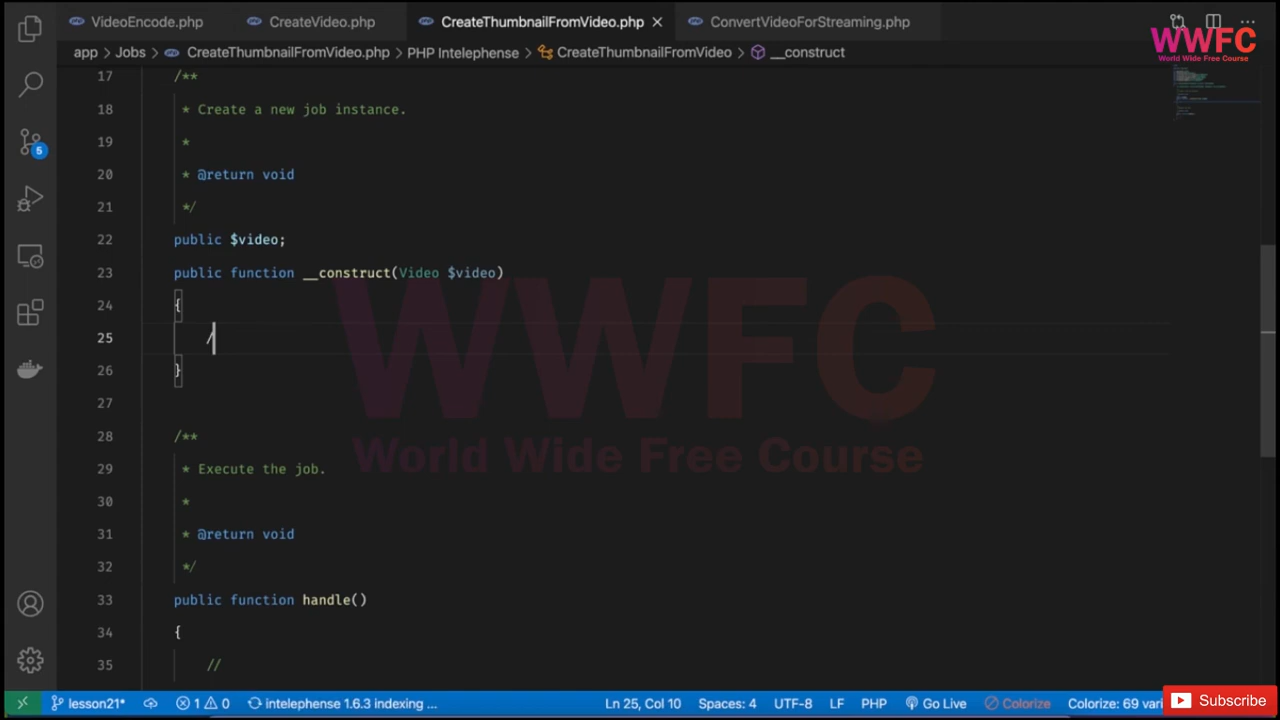 VideoEncode.php CreateVideo.php CreateThumbnailFromVideo.php ConvertVideoForStreaming.php
WWFC
World Wide Free Course
app > Jobs > CreateThumbnailFromVideo.php > PHP Intelephense > CreateThumbnailFromVideo > __construct
17 /**
18 * Create a new job instance.
19 *
20 * @return void
21 */
22 public $video;
23 public function __construct(Video $video)
24 {
25 /
26 }
27
28 /**
29 * Execute the job.
30 *
31 * @return void
32 */
33 public function handle()
34 {
35 //
5
WWFC
World Wide Free Course
lesson21* 1 0 intelephense 1.6.3 indexing ... Ln 25, Col 10 Spaces: 4 UTF-8 LF PHP Go Live Colorize Colorize: 69 vari
Subscribe